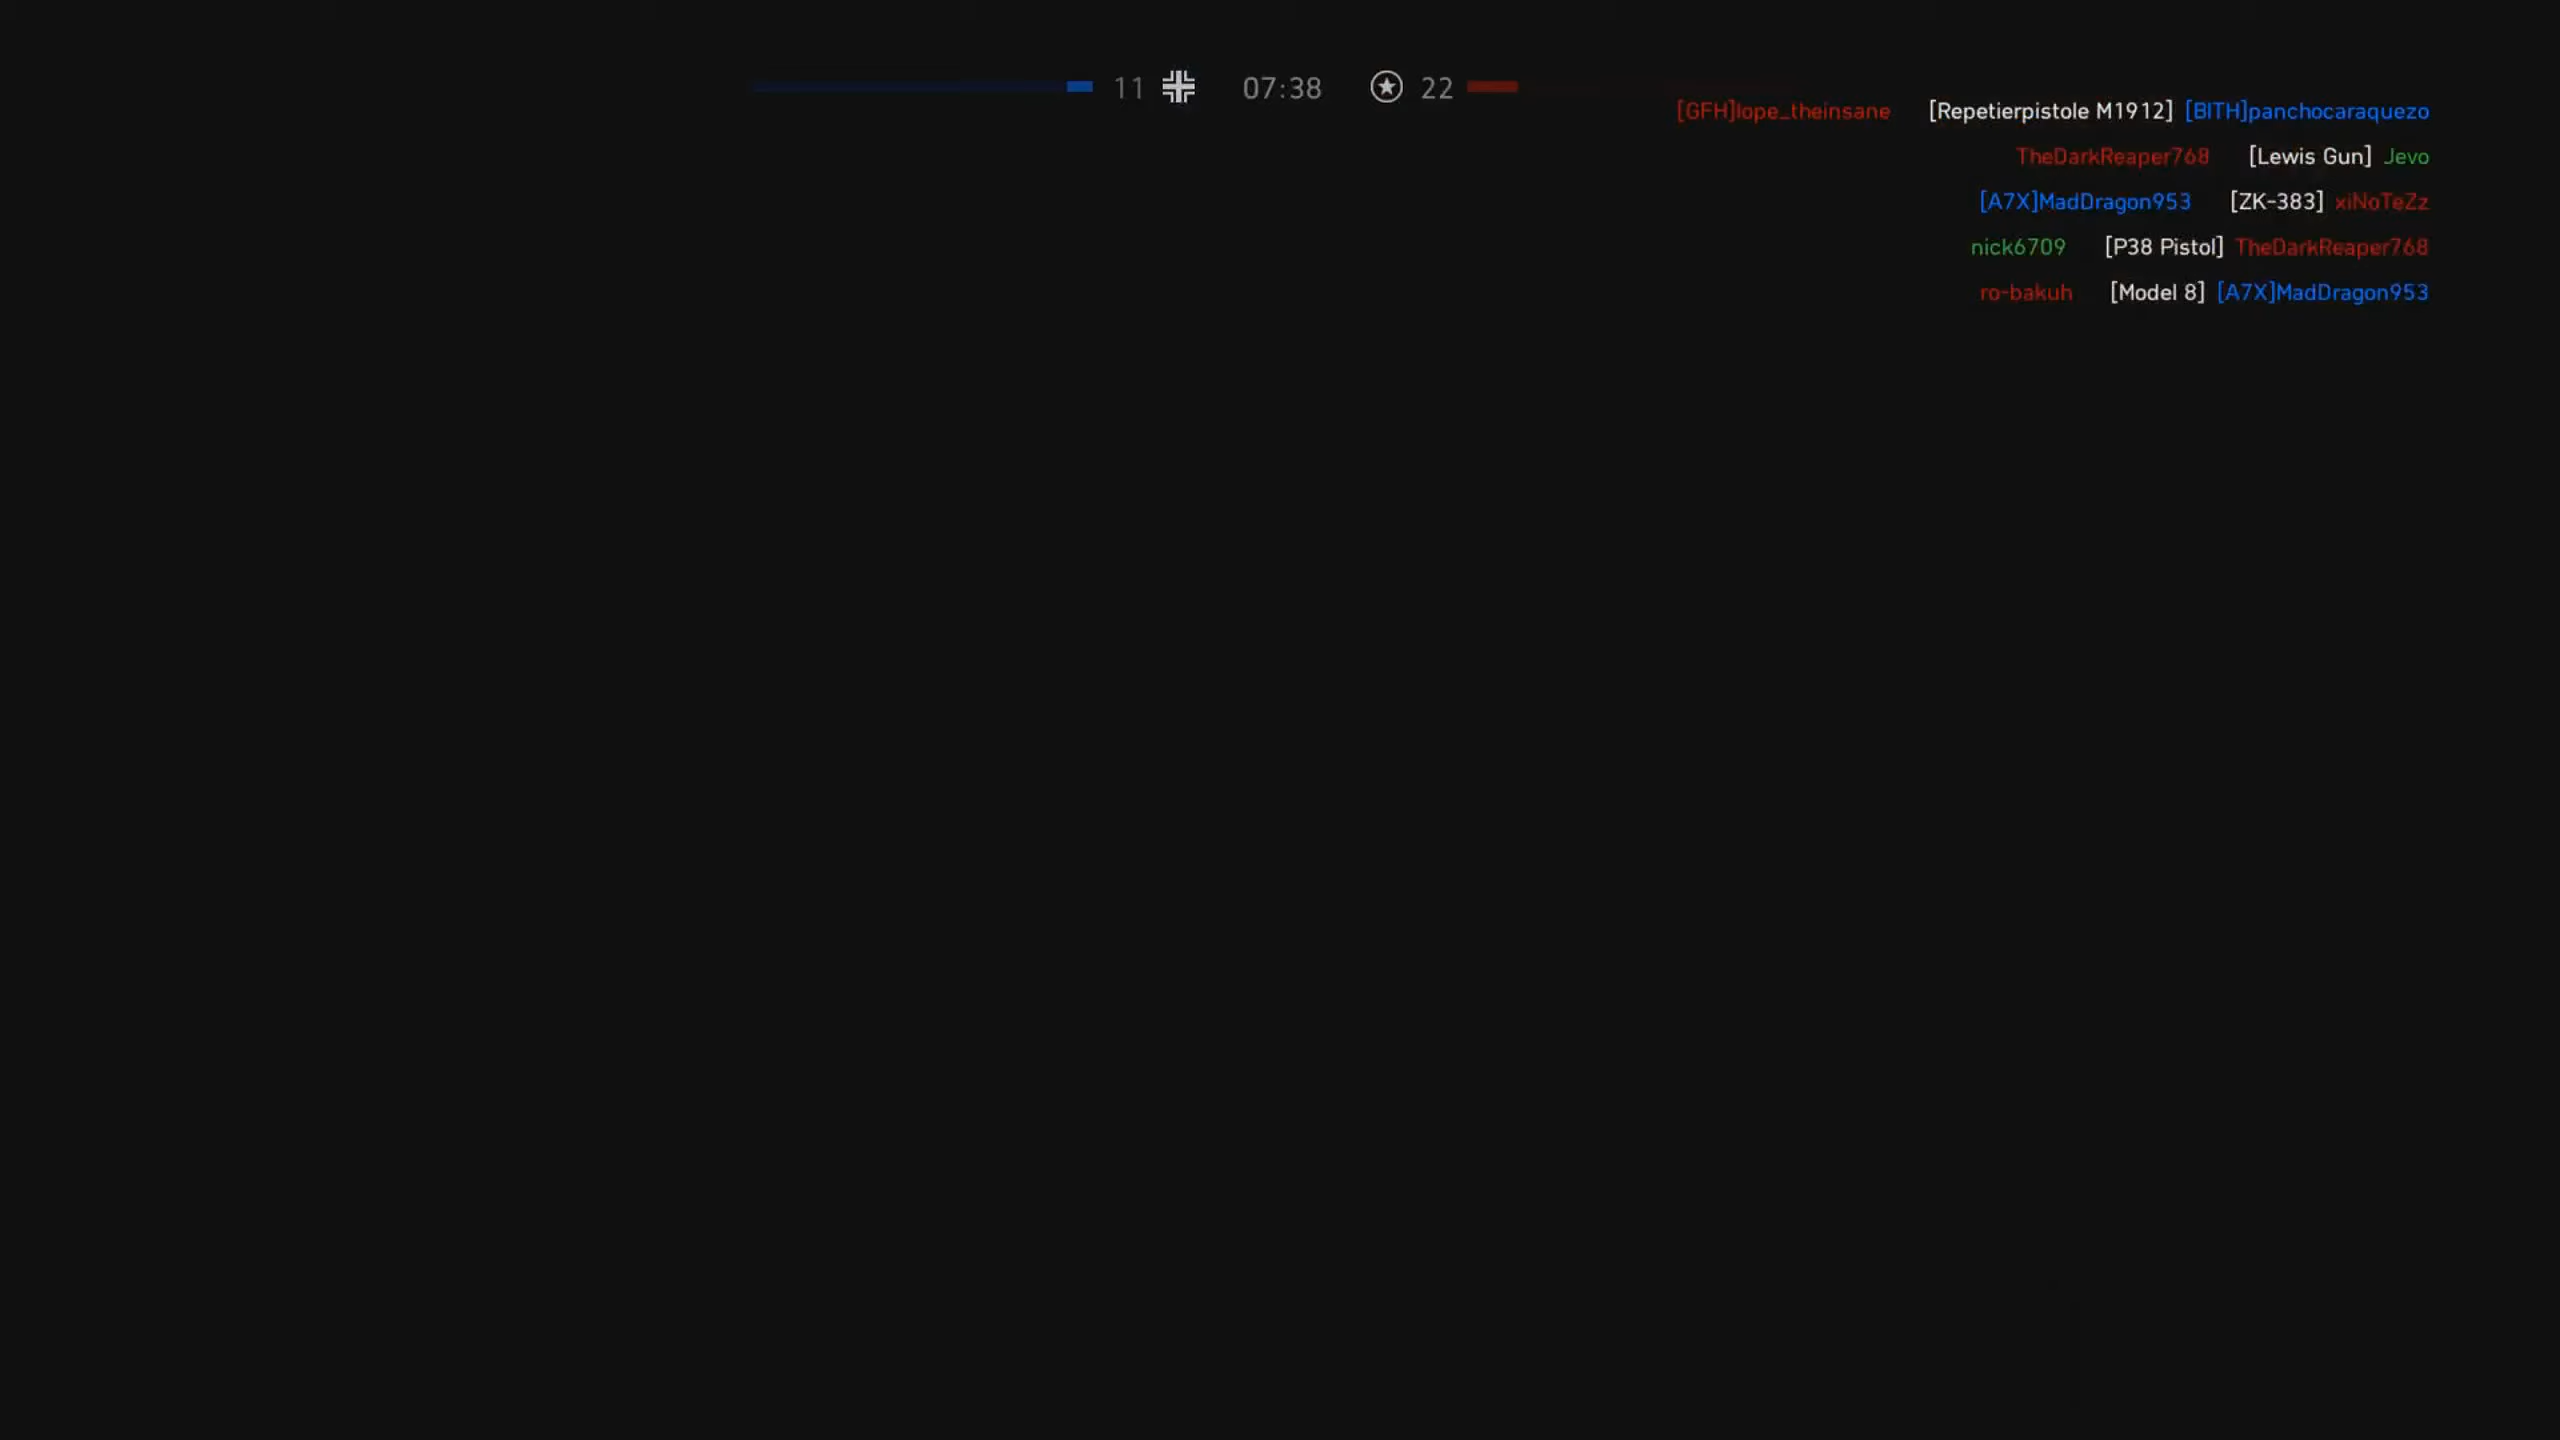 11 07:38 22
[GFH]lope_theinsane [Repetierpistole M1912] [BITH]panchocaraquezo
TheDarkReaper768 [Lewis Gun] Jevo
[A7X]MadDragon953 [ZK-383] xiNoTeZz
nick6709 [P38 Pistol] TheDarkReaper768
ro-bakuh [Model 8] [A7X]MadDragon953